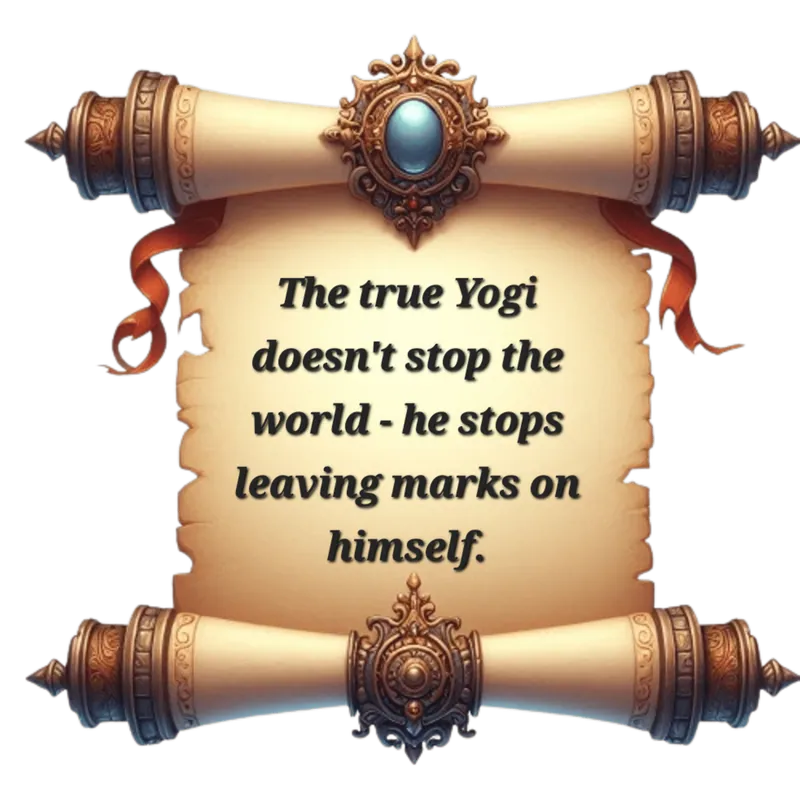 The true Yogi
doesn't stop the
world - he stops
leaving marks on
himself.